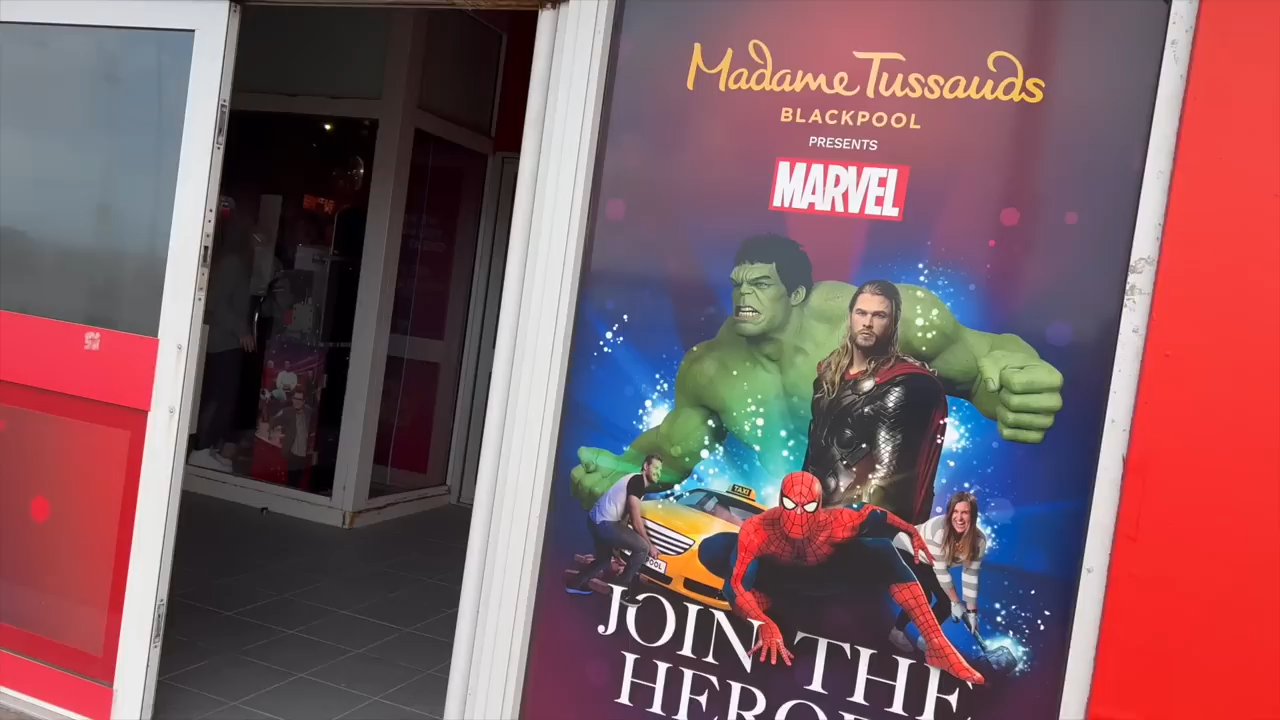 Madame Tussauds
BLACKPOOL
PRESENTS
MARVEL
TAXI
JOIN THE